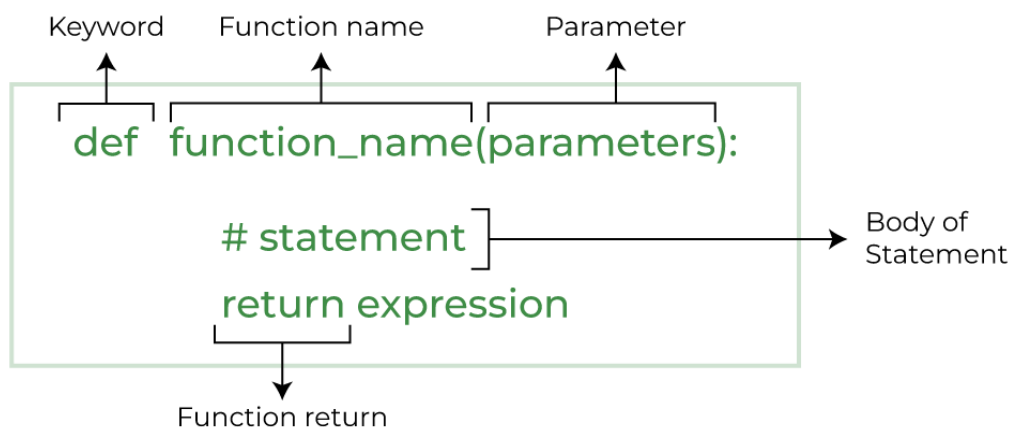 Keyword
Function name
Parameter
def function_name(parameters):
# statement
Body of
Statement
return expression
Function return